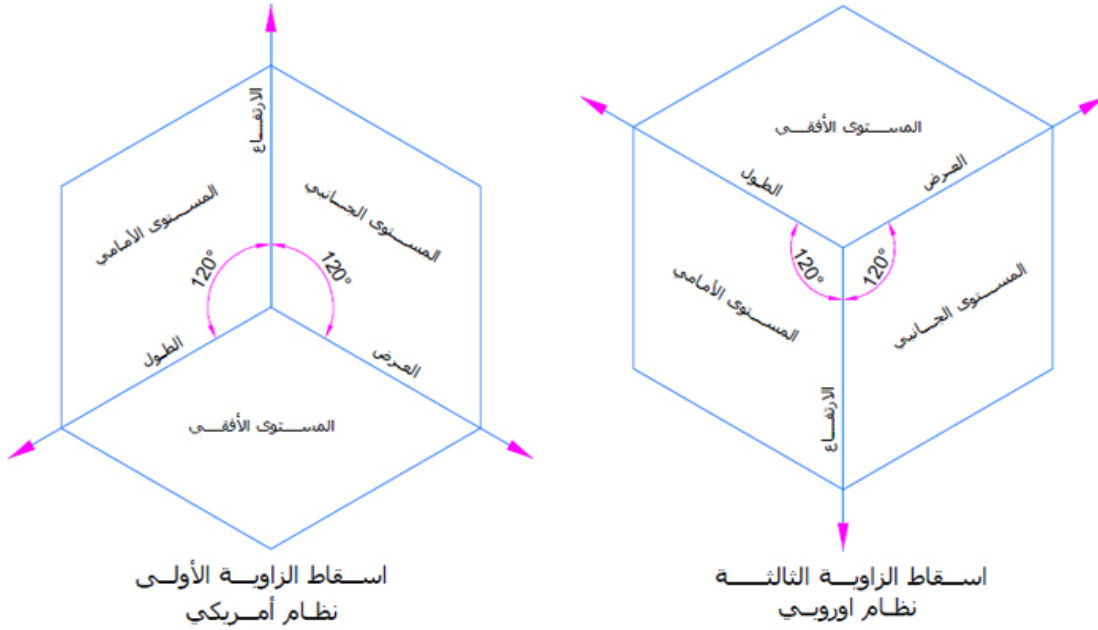 الارتفاع
المستوى الأمامي
المستوى الجانبي
120°
120°
الطول
العرض
المستوى الأفقي
اسقاط الزاوية الأولى
نظام أمريكي
المستوى الأفقي
الطول
العرض
120°
120°
المستوى الأمامي
المستوى الجانبي
الارتفاع
اسقاط الزاوية الثالثة
نظام اوروبي